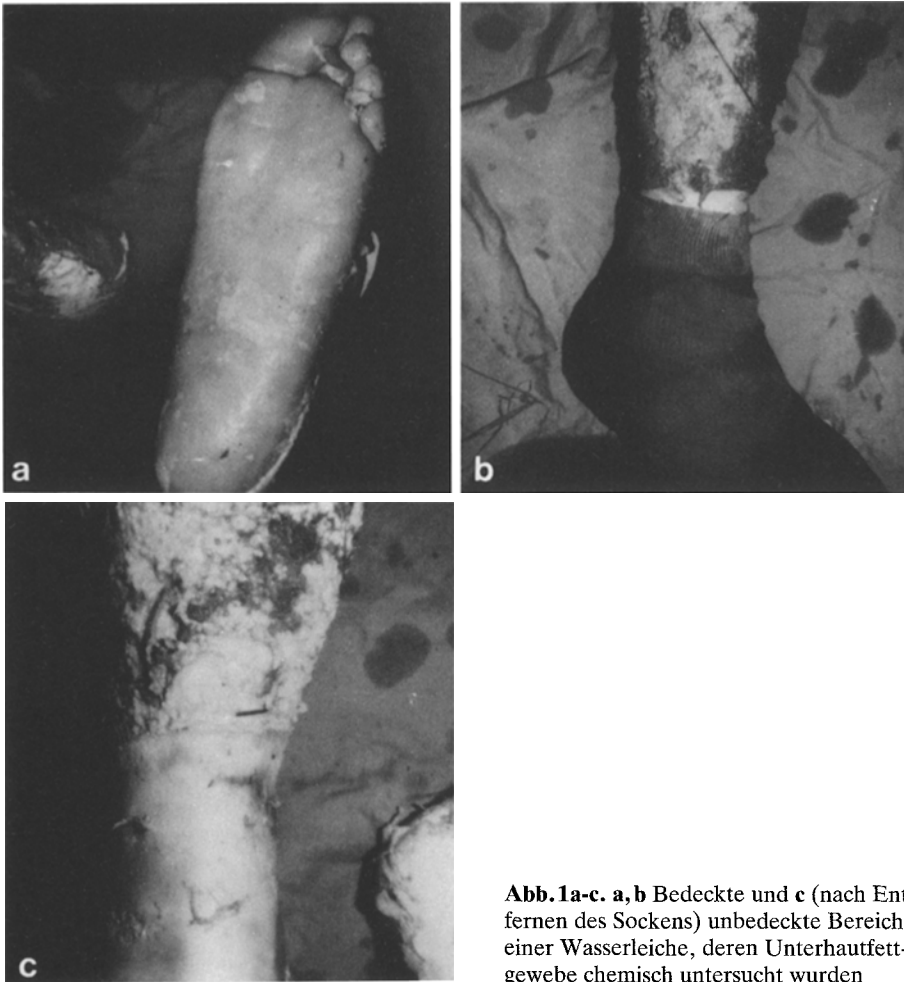 a
b
c
Abb.1a-c. a,b Bedeckte und c (nach Ent
fernen des Sockens) unbedeckte Bereich
einer Wasserleiche, deren Unterhautfett-
gewebe chemisch untersucht wurden